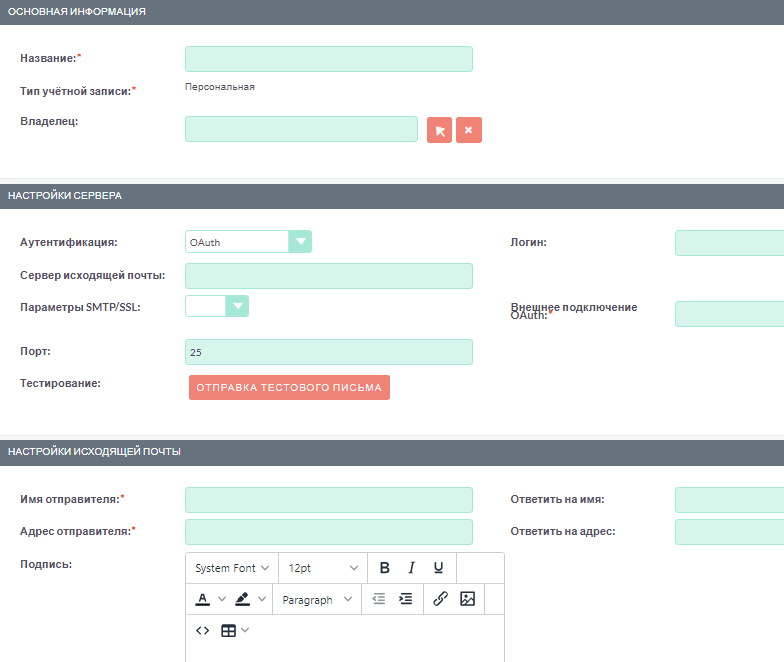 ОСНОВНАЯ ИНФОРМАЦИЯ
Название:*
Тип учётной записи:* Персональная
Владелец:
НАСТРОЙКИ СЕРВЕРА
Аутентификация: OAuth Логин:
Сервер исходящей почты:
Параметры SMTP/SSL: Внешнее подключение
OAuth:*
Порт: 25
Тестирование: ОТПРАВКА ТЕСТОВОГО ПИСЬМА
НАСТРОЙКИ ИСХОДЯЩЕЙ ПОЧТЫ
Имя отправителя:* Ответить на имя:
Адрес отправителя:* Ответить на адрес:
Подпись: System Font 12pt B I U
A Paragraph